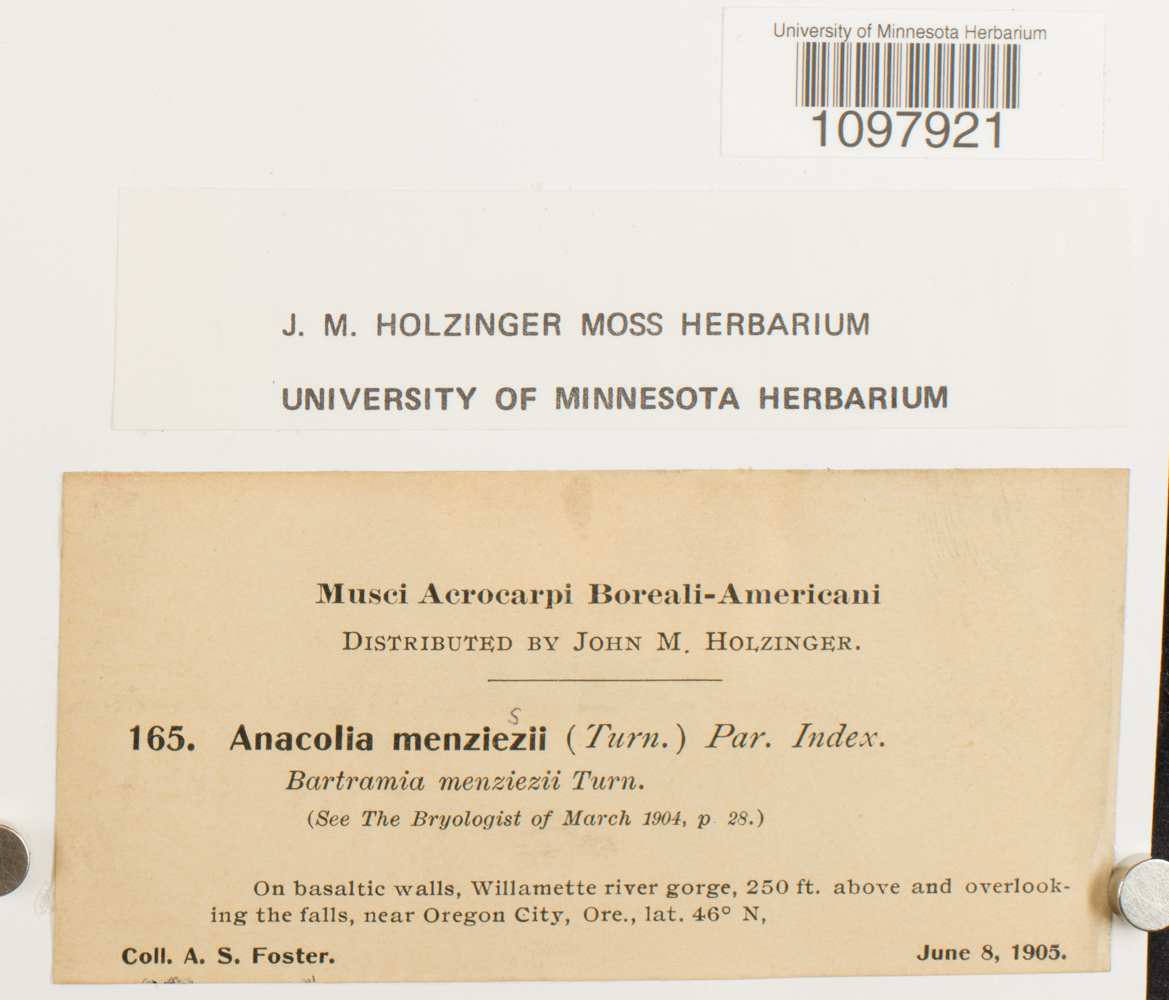 University of Minnesota Herbarium
1097921
J. M. HOLZINGER MOSS HERBARIUM
UNIVERSITY OF MINNESOTA HERBARIUM
Musci Acrocarpi Boreali-Americani
DISTRIBUTED BY JOHN M. HOLZINGER.
s
165. Anacolia menziezii (Turn.) Par. Index.
Bartramia menziezii Turn.
(See The Bryologist of March 1904, p 28.)
On basaltic walls, Willamette river gorge, 250 ft. above and overlook-
ing the falls, near Oregon City, Ore., lat. 46° N,
Coll. A. S. Foster. June 8, 1905.